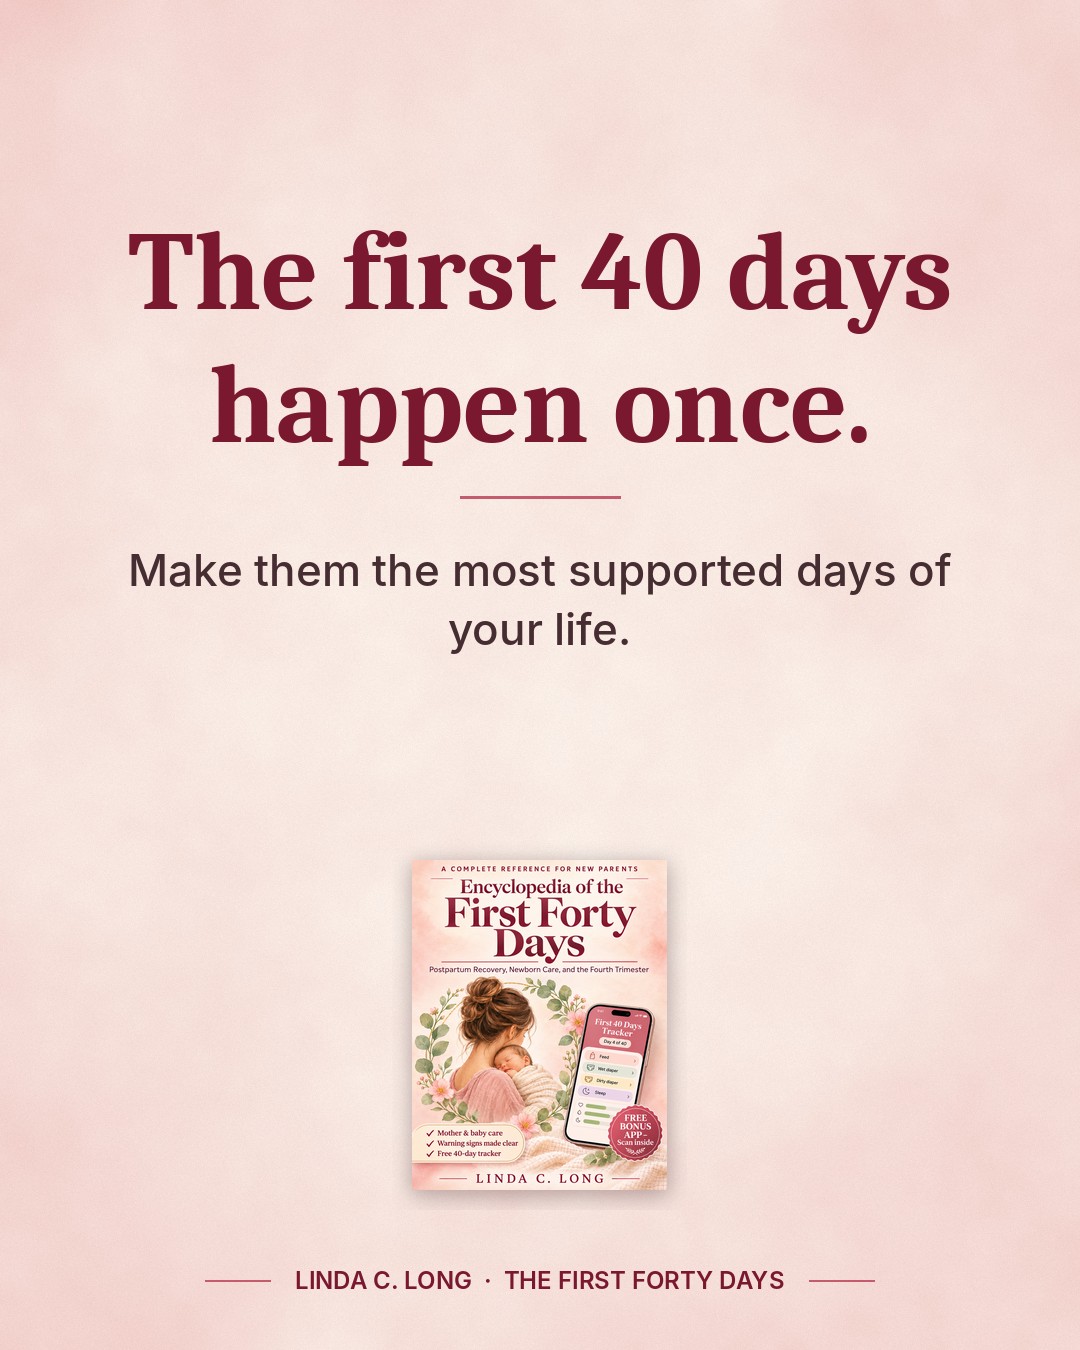 The first 40 days
happen once.
Make them the most supported days of
your life.
A COMPLETE REFERENCE FOR NEW PARENTS
Encyclopedia of the
First Forty
Days
Postpartum Recovery, Newborn Care, and the Fourth Trimester
First 40 Days
Tracker
Day 4 of 40
Feed
Wet diaper
Dirty diaper
Sleep
FREE
BONUS
APP–
Scan inside
Mother & baby care
Warning signs made clear
Free 40-day tracker
LINDA C. LONG
LINDA C. LONG · THE FIRST FORTY DAYS